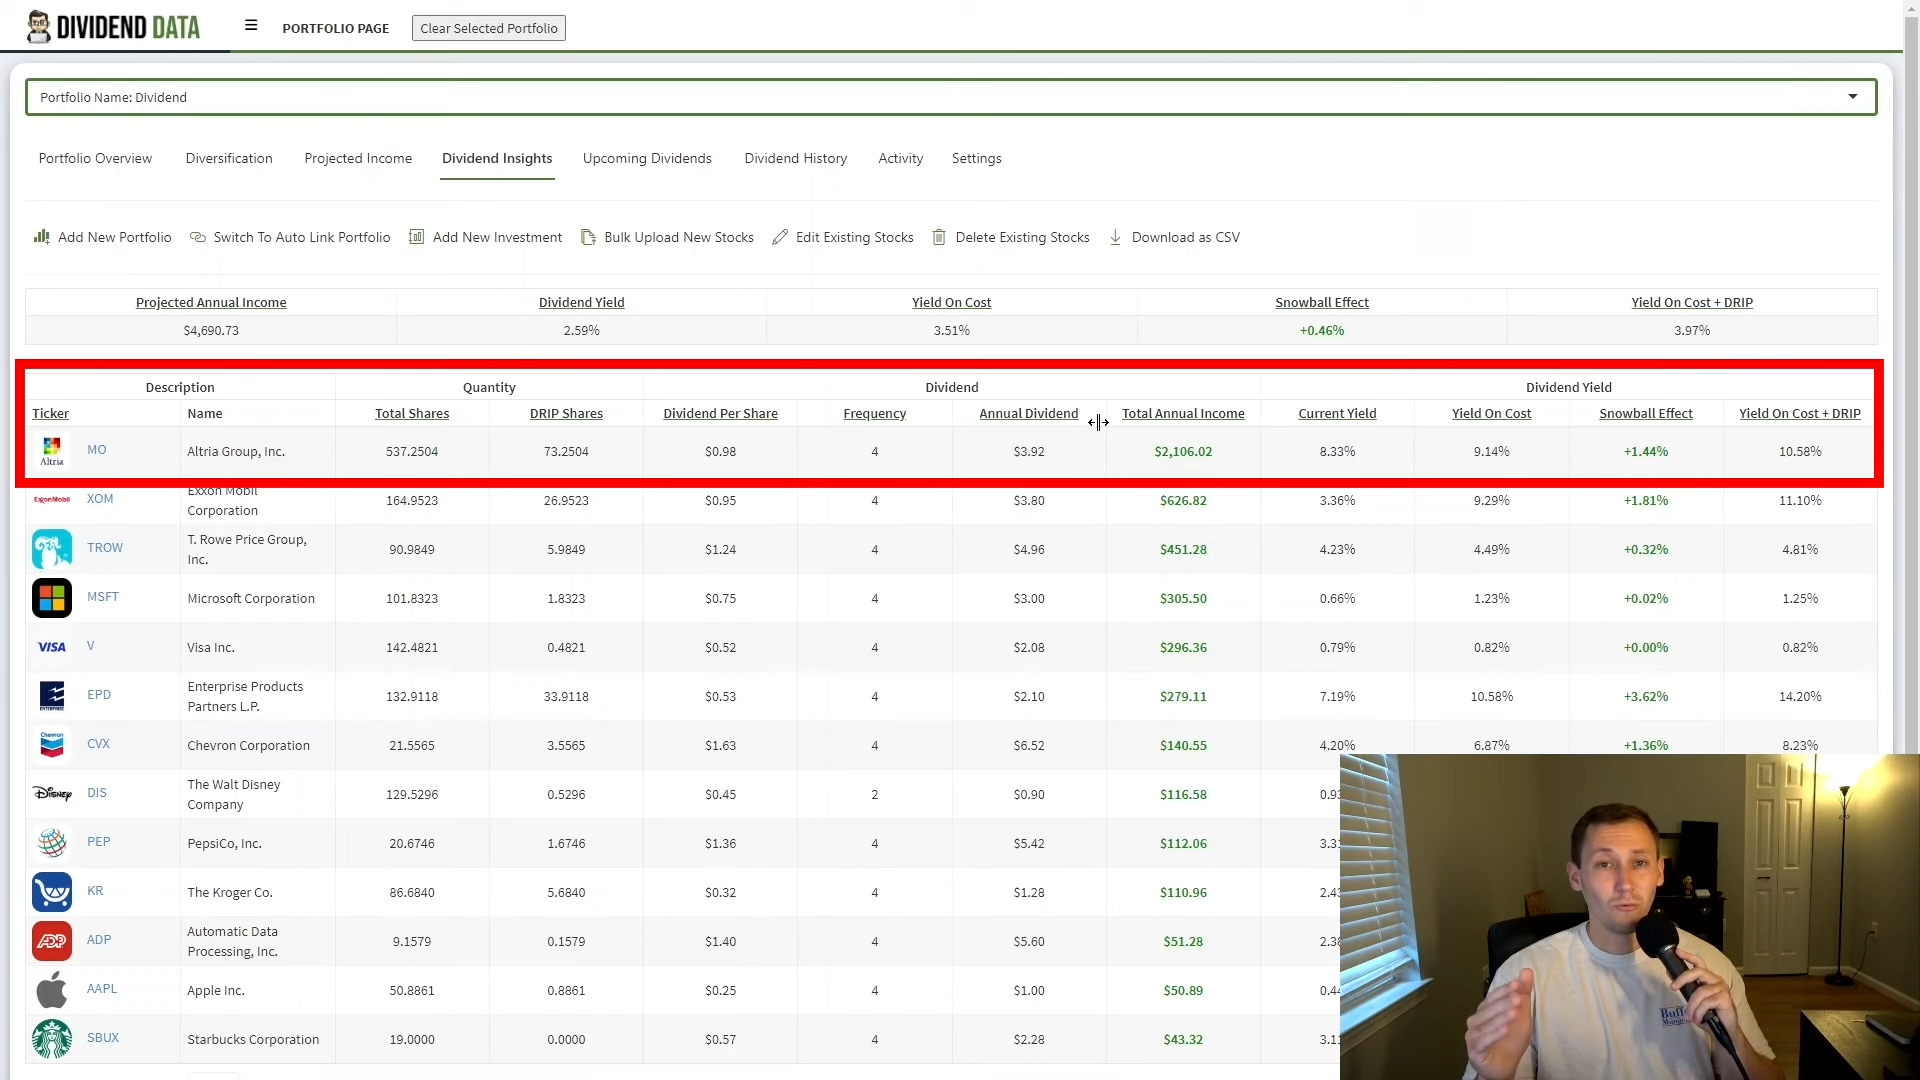 DIVIDEND DATA
PORTFOLIO PAGE
Clear Selected Portfolio
Portfolio Name: Dividend
Portfolio Overview Diversification Projected Income Dividend Insights Upcoming Dividends Dividend History Activity Settings
Add New Portfolio Switch To Auto Link Portfolio Add New Investment Bulk Upload New Stocks Edit Existing Stocks Delete Existing Stocks Download as CSV
Projected Annual Income Dividend Yield Yield On Cost Snowball Effect Yield On Cost + DRIP
$4,690.73 2.59% 3.51% +0.46% 3.97%
Description Quantity Dividend Dividend Yield
Ticker Name Total Shares DRIP Shares Dividend Per Share Frequency Annual Dividend Total Annual Income Current Yield Yield On Cost Snowball Effect Yield On Cost + DRIP
Altria MO Altria Group, Inc. 537.2504 73.2504 $0.98 4 $3.92 $2,106.02 8.33% 9.14% +1.44% 10.58%
ExxonMobil XOM Exxon Mobil Corporation 164.9523 26.9523 $0.95 4 $3.80 $626.82 3.36% 9.29% +1.81% 11.10%
TROW T. Rowe Price Group, Inc. 90.9849 5.9849 $1.24 4 $4.96 $451.28 4.23% 4.49% +0.32% 4.81%
MSFT Microsoft Corporation 101.8323 1.8323 $0.75 4 $3.00 $305.50 0.66% 1.23% +0.02% 1.25%
VISA V Visa Inc. 142.4821 0.4821 $0.52 4 $2.08 $296.36 0.79% 0.82% +0.00% 0.82%
EPD Enterprise Products Partners L.P. 132.9118 33.9118 $0.53 4 $2.10 $279.11 7.19% 10.58% +3.62% 14.20%
Chevron CVX Chevron Corporation 21.5565 3.5565 $1.63 4 $6.52 $140.55 4.20% 6.87% +1.36% 8.23%
Disney DIS The Walt Disney Company 129.5296 0.5296 $0.45 2 $0.90 $116.58
PEP PepsiCo, Inc. 20.6746 1.6746 $1.36 4 $5.42 $112.06
KR The Kroger Co. 86.6840 5.6840 $0.32 4 $1.28 $110.96
ADP ADP Automatic Data Processing, Inc. 9.1579 0.1579 $1.40 4 $5.60 $51.28
AAPL Apple Inc. 50.8861 0.8861 $0.25 4 $1.00 $50.89
SBUX Starbucks Corporation 19.0000 0.0000 $0.57 4 $2.28 $43.32